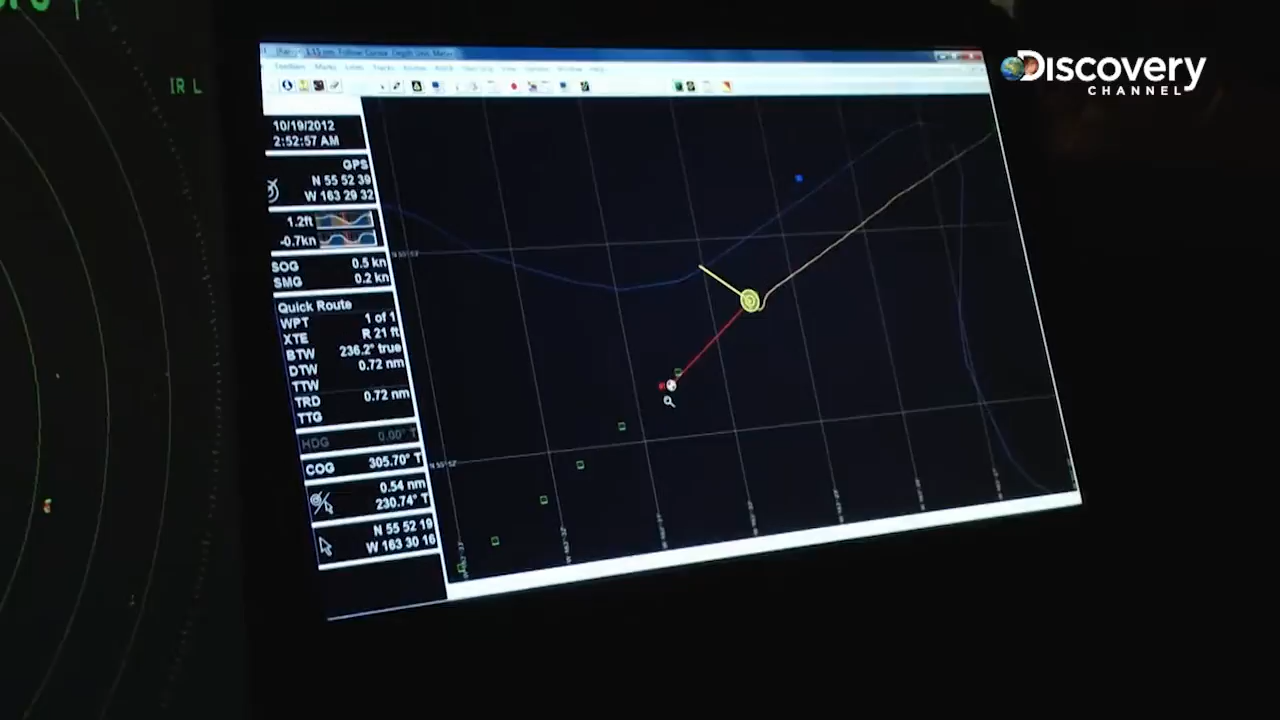 IR L
DISCOVERY
CHANNEL
10/19/2012
2:52:57 AM
GPS
N 55 52 39
W 163 29 32
1.2ft
-0.7kn
SOG 0.5 kn
SMG 0.2 kn
Quick Route
WPT 1 of 1
XTE R 21 ft
BTW 236.2° true
DTW 0.72 nm
TTW
TRD 0.72 nm
TTG
HDG 0.00° T
COG 305.70° T
0.54 nm
230.74° T
N 55 52 19
W 163 30 16